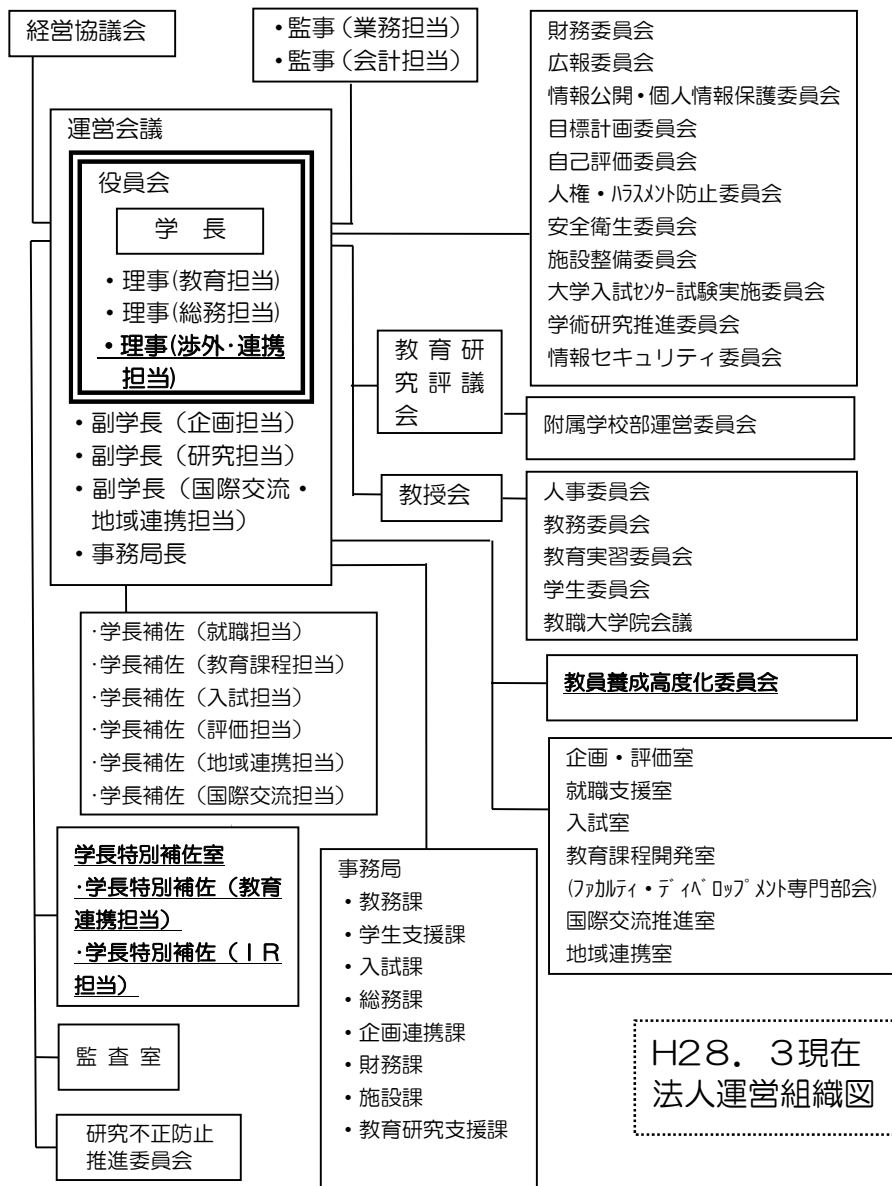 経営協議会
・監事（業務担当）
・監事（会計担当）
財務委員会
広報委員会
情報公開・個人情報保護委員会
目標計画委員会
自己評価委員会
人権・ﾊﾗｽﾒﾝﾄ防止委員会
安全衛生委員会
施設整備委員会
大学入試ｾﾝﾀｰ試験実施委員会
学術研究推進委員会
情報セキュリティ委員会
運営会議
役員会
学　長
・理事(教育担当)
・理事(総務担当)
・理事(渉外・連携
担当)
・副学長（企画担当）
・副学長（研究担当）
・副学長（国際交流・
地域連携担当）
・事務局長
教育研
究評議
会
附属学校部運営委員会
教授会
人事委員会
教務委員会
教育実習委員会
学生委員会
教職大学院会議
・学長補佐（就職担当）
・学長補佐（教育課程担当）
・学長補佐（入試担当）
・学長補佐（評価担当）
・学長補佐（地域連携担当）
・学長補佐（国際交流担当）
教員養成高度化委員会
企画・評価室
就職支援室
入試室
教育課程開発室
(ﾌｧｶﾙﾃｨ・ﾃﾞｨﾍﾞﾛｯﾌﾟﾒﾝﾄ専門部会)
国際交流推進室
地域連携室
学長特別補佐室
・学長特別補佐（教育
連携担当）
・学長特別補佐（ＩＲ
担当）
事務局
・教務課
・学生支援課
・入試課
・総務課
・企画連携課
・財務課
・施設課
・教育研究支援課
監 査 室
研究不正防止
推進委員会
H28．3現在
法人運営組織図